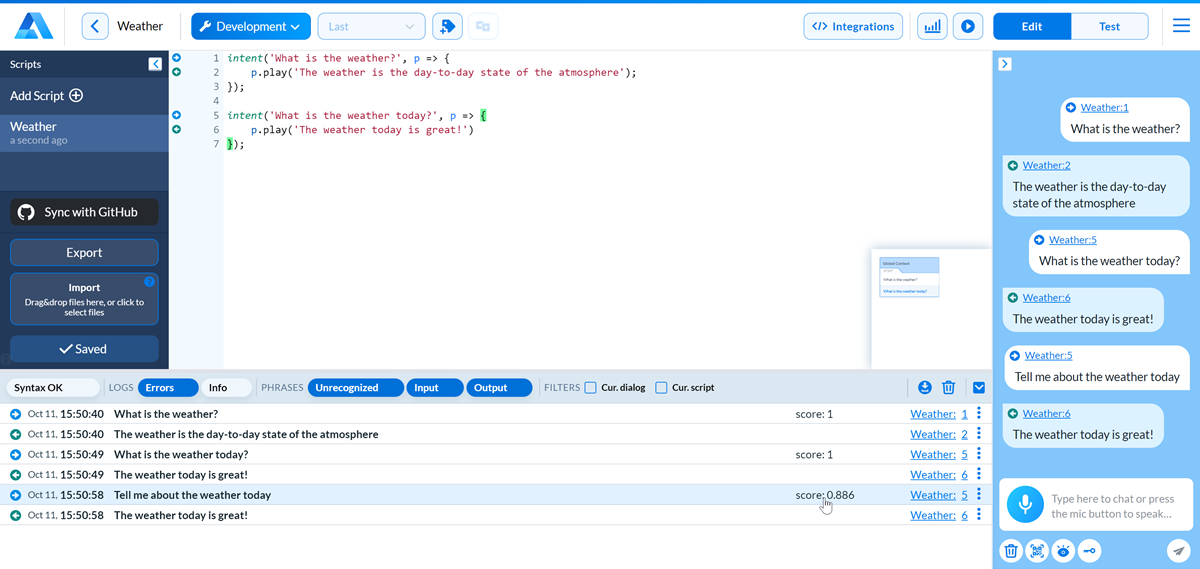 Weather
Development
Last
</> Integrations
Edit
Test
Scripts
Add Script
Weather
a second ago
Sync with GitHub
Export
Import
?
Drag&drop files here, or click to
select files
Saved
1 intent('What is the weather?', p => {
2 p.play('The weather is the day-to-day state of the atmosphere');
3 });
4
5 intent('What is the weather today?', p => {
6 p.play('The weather today is great!')
7 });
Global Context
What is the weather?
What is the weather today?
Weather:1
What is the weather?
Weather:2
The weather is the day-to-day
state of the atmosphere
Weather:5
What is the weather today?
Weather:6
The weather today is great!
Weather:5
Tell me about the weather today
Weather:6
The weather today is great!
Type here to chat or press
the mic button to speak...
Syntax OK LOGS Errors Info PHRASES Unrecognized Input Output FILTERS Cur. dialog Cur. script
Oct 11, 15:50:40 What is the weather? score: 1 Weather: 1
Oct 11, 15:50:40 The weather is the day-to-day state of the atmosphere Weather: 2
Oct 11, 15:50:49 What is the weather today? score: 1 Weather: 5
Oct 11, 15:50:49 The weather today is great! Weather: 6
Oct 11, 15:50:58 Tell me about the weather today score: 0.886 Weather: 5
Oct 11, 15:50:58 The weather today is great! Weather: 6